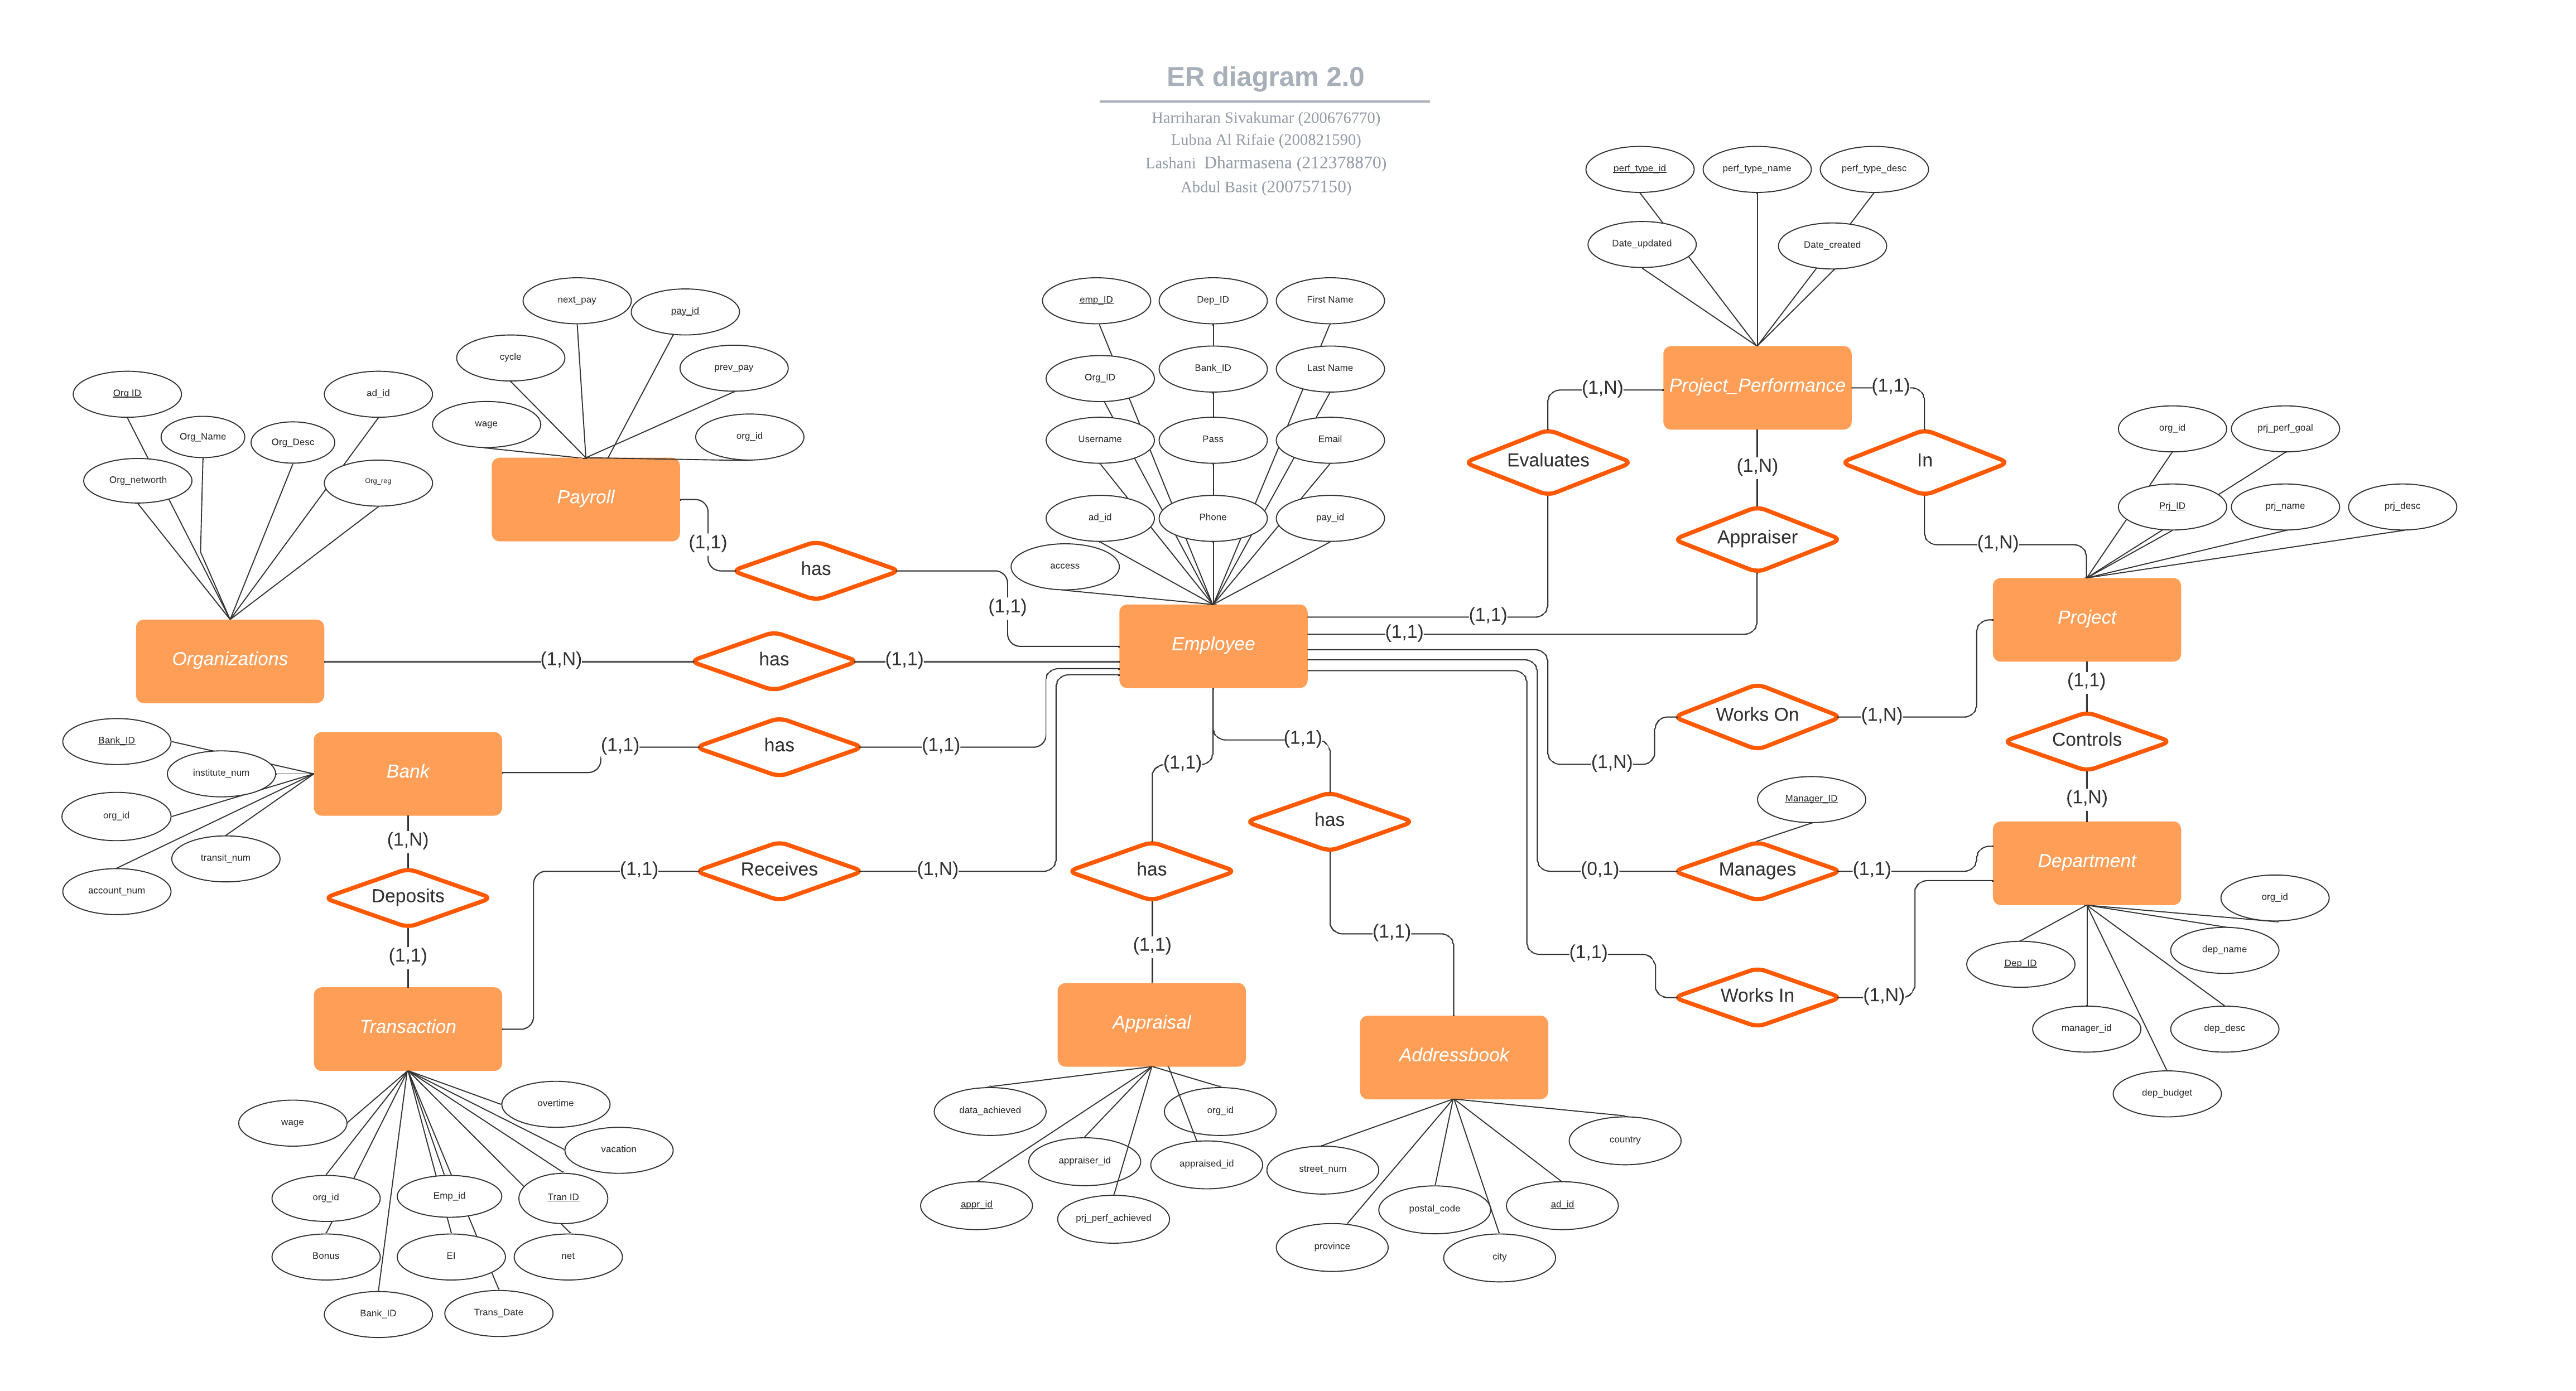 ER diagram 2.0
Harriharan Sivakumar (200676770)
Lubna Al Rifaie (200821590)
Lashani Dharmasena (212378870)
Abdul Basit (200757150)
perf_type_id
perf_type_name
perf_type_desc
Date_updated
Date_created
next_pay
pay_id
cycle
prev_pay
wage
org_id
Payroll
(1,1)
has
(1,1)
emp_ID
Dep_ID
First Name
Org_ID
Bank_ID
Last Name
Username
Pass
Email
ad_id
Phone
pay_id
access
Employee
Project_Performance
(1,N)
(1,1)
Evaluates
(1,N)
In
Appraiser
(1,N)
(1,1)
(1,1)
org_id
prj_perf_goal
Prj_ID
prj_name
prj_desc
Project
Org ID
ad_id
Org_Name
Org_Desc
Org_networth
Org_reg
Organizations
(1,N)
has
(1,1)
Bank_ID
institute_num
org_id
transit_num
account_num
Bank
(1,1)
has
(1,1)
(1,N)
Deposits
(1,1)
(1,1)
Receives
(1,N)
Transaction
wage
overtime
vacation
org_id
Emp_id
Tran ID
Bonus
EI
net
Bank_ID
Trans_Date
(1,1)
has
(1,1)
Appraisal
data_achieved
org_id
appraiser_id
appraised_id
appr_id
prj_perf_achieved
(1,1)
has
(1,1)
Addressbook
country
street_num
postal_code
ad_id
province
city
(1,N)
Works On
(1,N)
(1,1)
Controls
(1,N)
Manager_ID
(0,1)
Manages
(1,1)
(1,1)
Works In
(1,N)
Department
org_id
dep_name
Dep_ID
manager_id
dep_desc
dep_budget